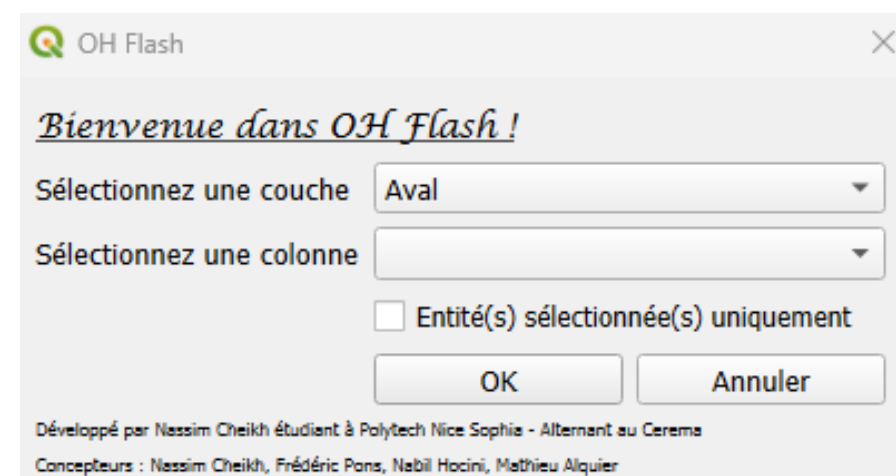 OH Flash
Bienvenue dans OH Flash !
Sélectionnez une couche Aval
Sélectionnez une colonne
Entité(s) sélectionnée(s) uniquement
OK Annuler
Développé par Nassim Cheikh étudiant à Polytech Nice Sophia - Alternant au Cerema
Concepteurs : Nassim Cheikh, Frédéric Pons, Nabil Hocini, Mathieu Alquier